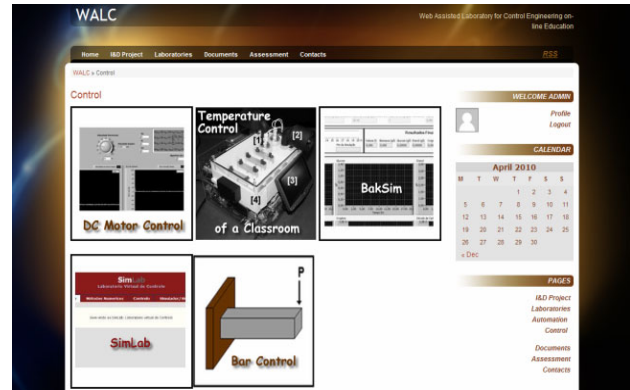 WALC
Web Assisted Laboratory for Control Engineering on-
line Education
Home I&D Project Laboratories Documents Assessment Contacts
RSS
WALC » Control
Control
DC Motor Control
Temperature
Control
[1]
[2]
[3]
[4]
of a Classroom
BakSim
SimLab
Laboratório Virtual de Controlo
Métodos Numéricos Controlo
SimLab
P
Bar Control
WELCOME ADMIN
Profile
Logout
CALENDAR
April 2010
M T W T F S S
1 2 3 4
5 6 7 8 9 10 11
12 13 14 15 16 17 18
19 20 21 22 23 24 25
26 27 28 29 30
« Dec
PAGES
I&D Project
Laboratories
Automation
Control
Documents
Assessment
Contacts